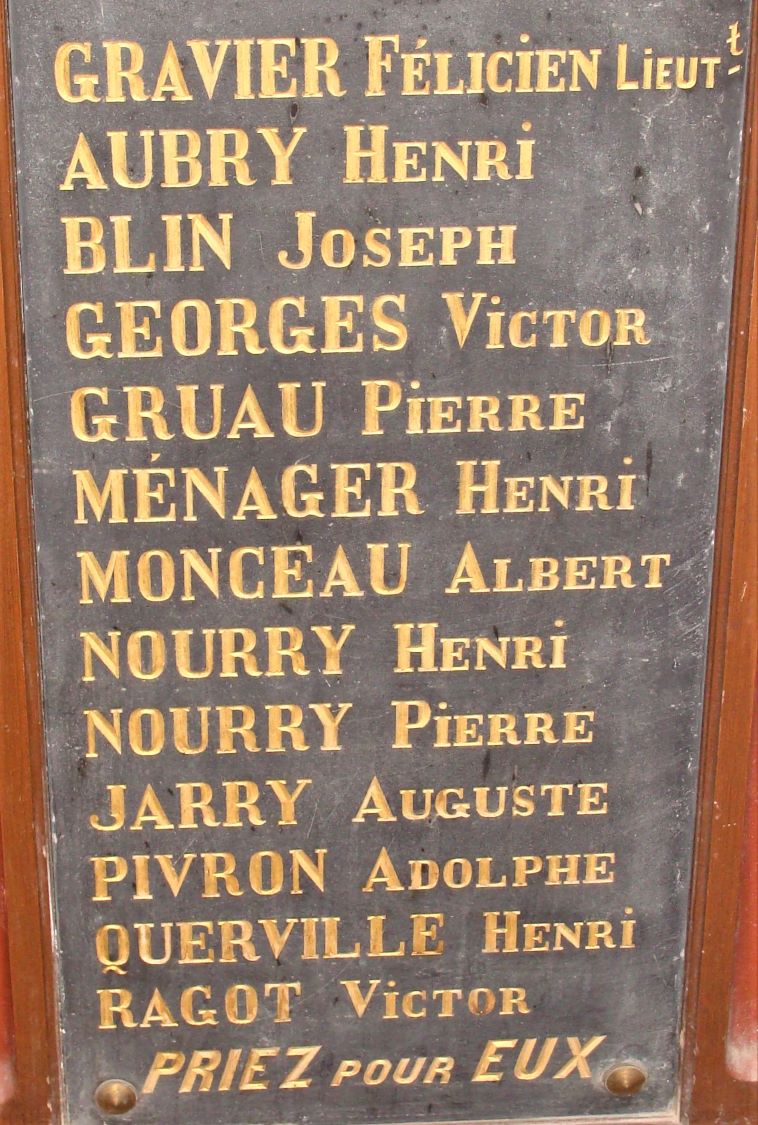 GRAVIER FÉLICIEN LIEUTt
AUBRY HENRI
BLIN JOSEPH
GEORGES VICTOR
GRUAU PIERRE
MÉNAGER HENRI
MONCEAU ALBERT
NOURRY HENRI
NOURRY PIERRE
JARRY AUGUSTE
PIVRON ADOLPHE
QUERVILLE HENRI
RAGOT VICTOR
PRIEZ POUR EUX